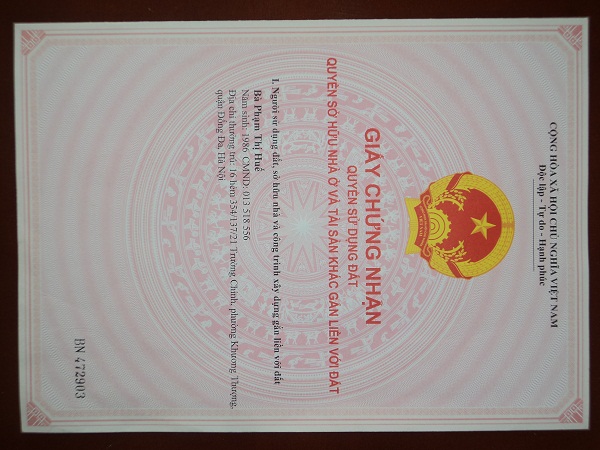 CỘNG HÒA XÃ HỘI CHỦ NGHĨA VIỆT NAM
Độc lập - Tự do - Hạnh phúc
GIẤY CHỨNG NHẬN
QUYỀN SỬ DỤNG ĐẤT
QUYỀN SỞ HỮU NHÀ Ở VÀ TÀI SẢN KHÁC GẮN LIỀN VỚI ĐẤT
I. Người sử dụng đất, sở hữu nhà và công trình xây dựng gắn liền với đất
Bà Phạm Thị Huế
Năm sinh: 1986 CMND: 013 518 556
Địa chỉ thường trú: 16 hẻm 354/137/21 Trường Chinh, phường Khương Thượng,
quận Đống Đa, Hà Nội
BN 472903